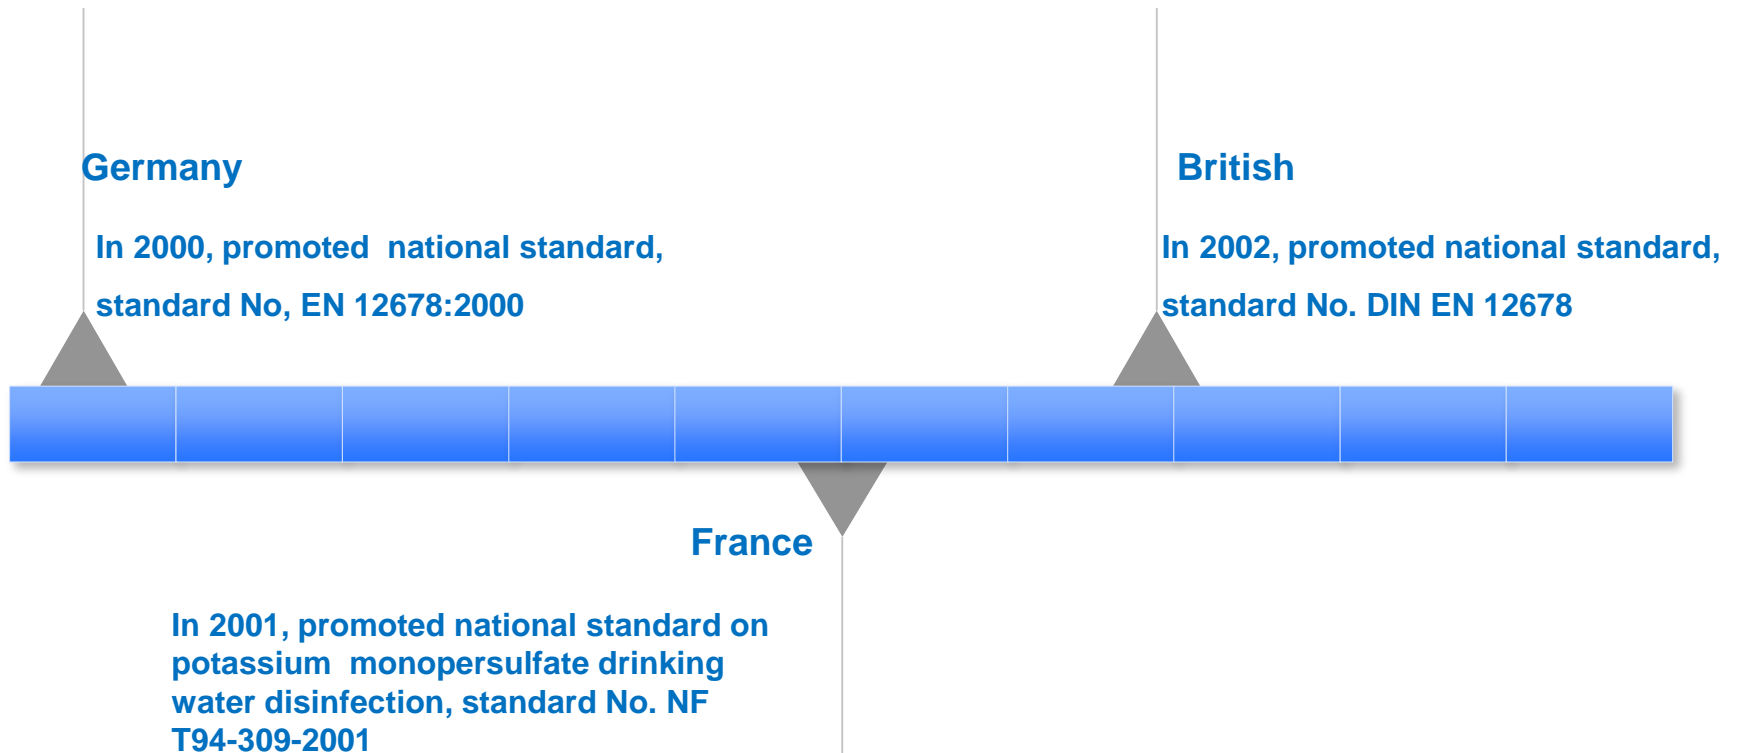 Germany
In 2000, promoted  national standard,
standard No, EN 12678:2000
British
In 2002, promoted national standard,
standard No. DIN EN 12678
France
In 2001, promoted national standard on
potassium  monopersulfate drinking
water disinfection, standard No. NF
T94-309-2001